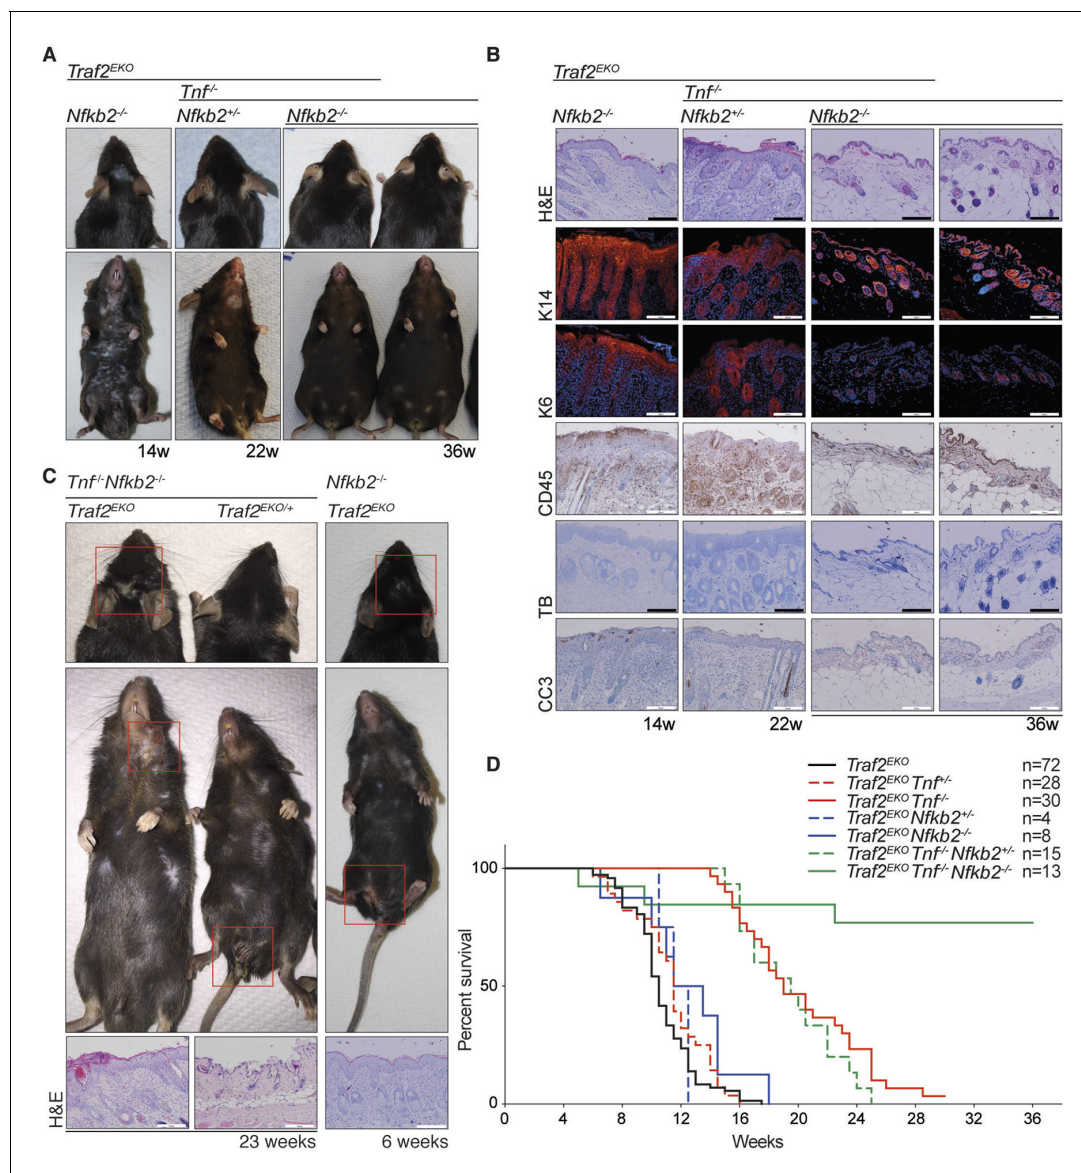 A
Traf2EKO
Tnf-/-
Nfkb2-/-
Nfkb2+/-
Nfkb2-/-
14w
22w
36w
B
Traf2EKO
Tnf-/-
Nfkb2-/-
Nfkb2+/-
Nfkb2-/-
H&E
K14
K6
CD45
TB
CC3
14w
22w
36w
C
Tnf-/-Nfkb2-/-
Nfkb2-/-
Traf2EKO
Traf2EKO/+
Traf2EKO
H&E
23 weeks
6 weeks
D
Traf2EKO n=72
Traf2EKO Tnf+/- n=28
Traf2EKO Tnf-/- n=30
Traf2EKO Nfkb2+/- n=4
Traf2EKO Nfkb2-/- n=8
Traf2EKO Tnf-/- Nfkb2+/- n=15
Traf2EKO Tnf-/- Nfkb2-/- n=13
Percent survival
100
50
0
0 4 8 12 16 20 24 28 32 36
Weeks